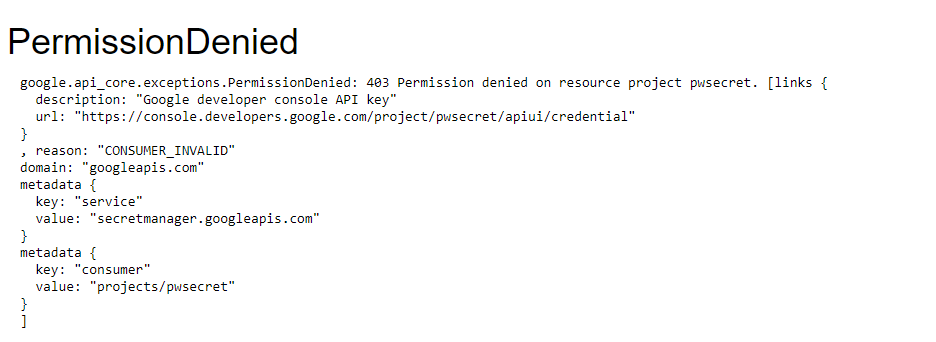 PermissionDenied
google.api_core.exceptions.PermissionDenied: 403 Permission denied on resource project pwsecret. [links {
  description: "Google developer console API key"
  url: "https://console.developers.google.com/project/pwsecret/apiui/credential"
}
, reason: "CONSUMER_INVALID"
domain: "googleapis.com"
metadata {
  key: "service"
  value: "secretmanager.googleapis.com"
}
metadata {
  key: "consumer"
  value: "projects/pwsecret"
}
]